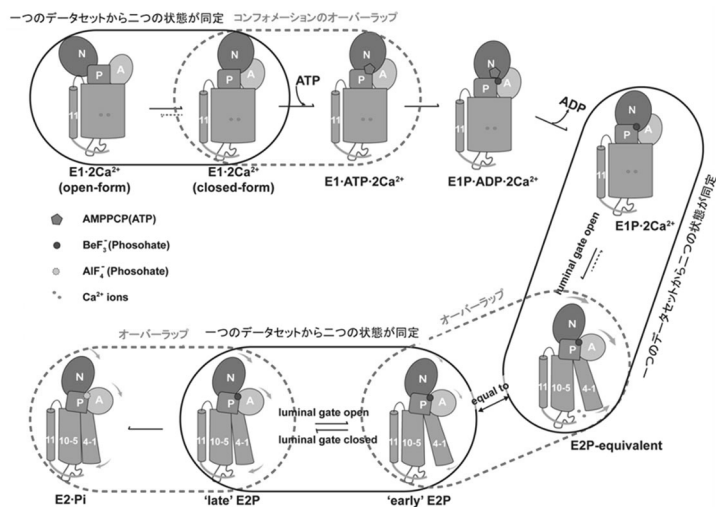 一つのデータセットから二つの状態が同定
コンフォメーションのオーバーラップ
N
P
A
11
N
P
A
11
ATP
N
P
A
11
N
P
A
11
ADP
N
P
A
11
E1·2Ca²⁺
(open-form)
E1·2Ca²⁺
(closed-form)
E1·ATP·2Ca²⁺
E1P·ADP·2Ca²⁺
E1P·2Ca²⁺
AMPPCP(ATP)
BeF₃⁻(Phosohate)
AlF₄⁻(Phosohate)
Ca²⁺ ions
luminal gate open
一つのデータセットから二つの状態が同定
オーバーラップ
一つのデータセットから二つの状態が同定
オーバーラップ
N
P
A
11
10-5
4-1
E2P-equivalent
equal to
N
P
A
11
10-5
4-1
N
P
A
11
10-5
4-1
luminal gate open
luminal gate closed
N
P
A
11
10-5
4-1
E2·Pi
'late' E2P
'early' E2P